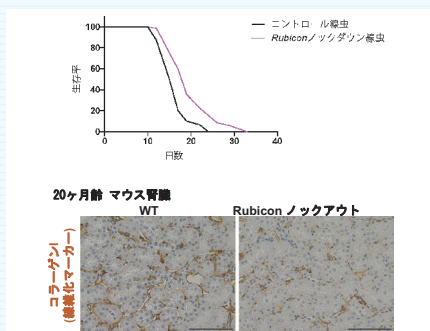 コントロール線虫
Rubiconノックダウン線虫
生存率
100
80
60
40
20
0
0
10
20
30
40
日数
20ヶ月齢 マウス腎臓
WT
Rubicon ノックアウト
コラーゲンI
(線維化マーカー)